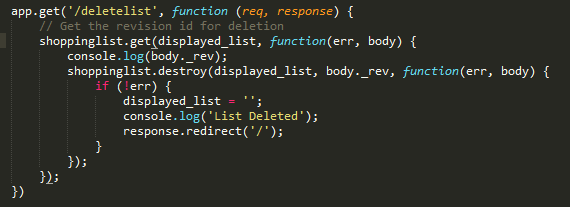 app.get('/deletelist', function (req, response) {
    // Get the revision id for deletion
    shoppinglist.get(displayed_list, function(err, body) {
        console.log(body._rev);
        shoppinglist.destroy(displayed_list, body._rev, function(err, body) {
            if (!err) {
                displayed_list = '';
                console.log('List Deleted');
                response.redirect('/');
            }
        });
    });
})